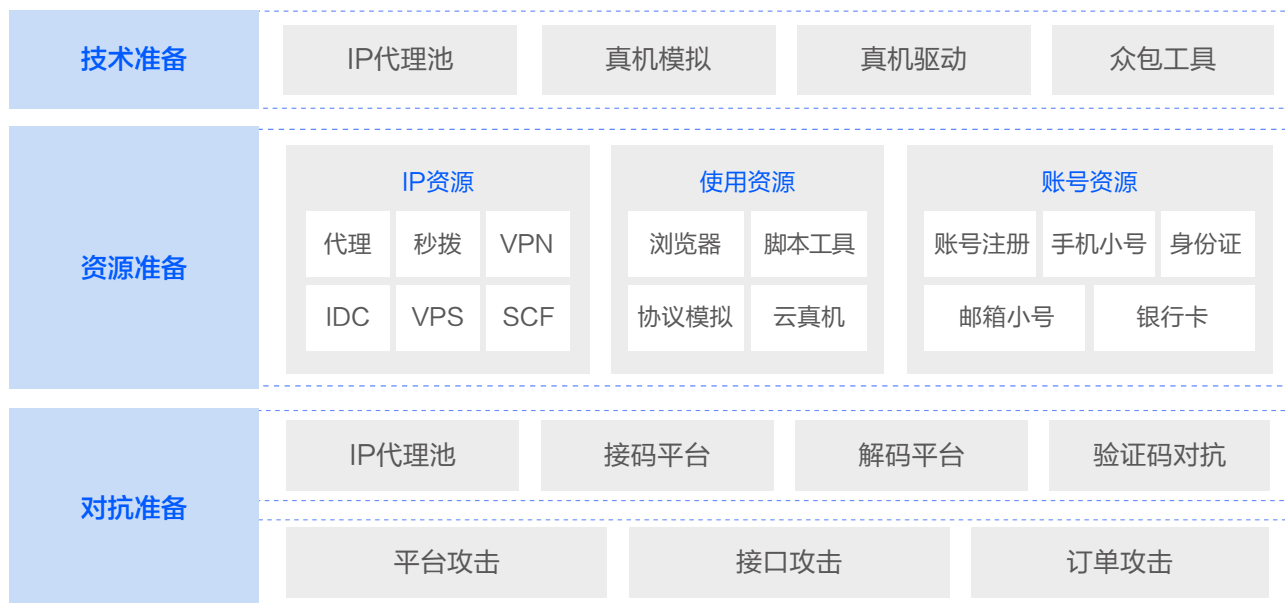 技术准备
IP代理池
真机模拟
真机驱动
众包工具
资源准备
IP资源
代理
秒拨
VPN
IDC
VPS
SCF
使用资源
浏览器
脚本工具
协议模拟
云真机
账号资源
账号注册
手机小号
身份证
邮箱小号
银行卡
对抗准备
IP代理池
接码平台
解码平台
验证码对抗
平台攻击
接口攻击
订单攻击